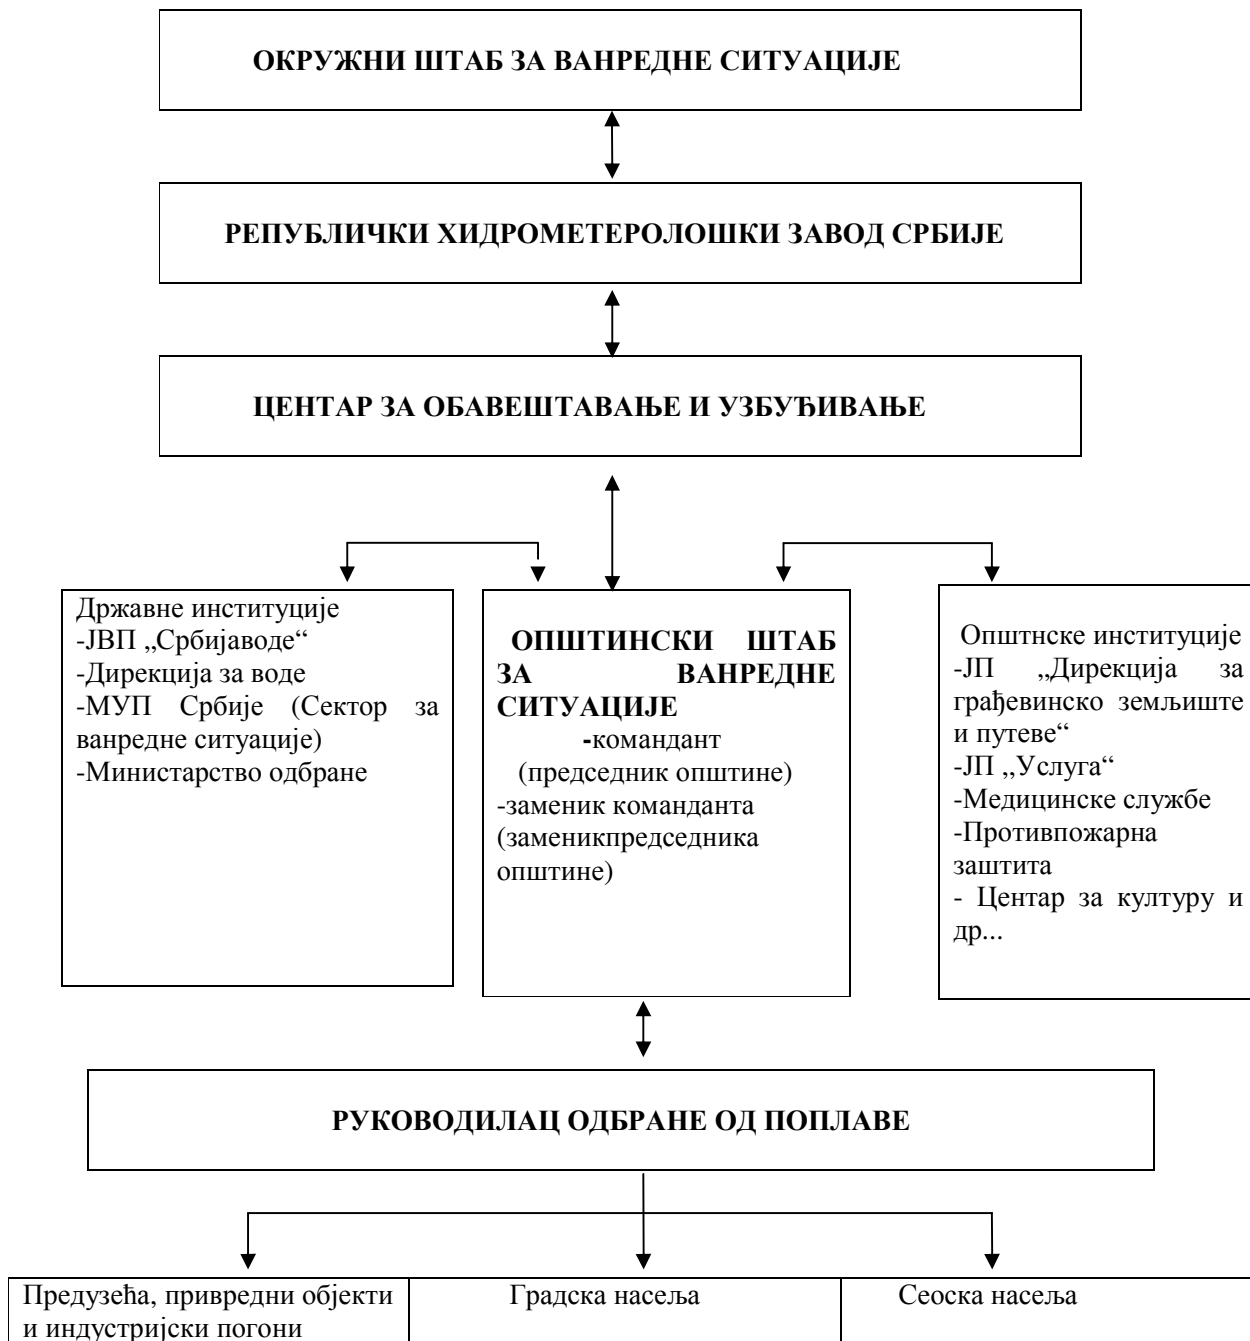 ОКРУЖНИ ШТАБ ЗА ВАНРЕДНЕ СИТУАЦИЈЕ
РЕПУБЛИЧКИ ХИДРОМЕТЕРОЛОШКИ ЗАВОД СРБИЈЕ
ЦЕНТАР ЗА ОБАВЕШТАВАЊЕ И УЗБУЂИВАЊЕ
Државне институције
-ЈВП „Србијаводе“
-Дирекција за воде
-МУП Србије (Сектор за
ванредне ситуације)
-Министарство одбране
ОПШТИНСКИ ШТАБ
ЗА ВАНРЕДНЕ
СИТУАЦИЈЕ
-командант
(председник општине)
-заменик команданта
(заменикпредседника
општине)
Општнске институције
-ЈП „Дирекција за
грађевинско земљиште
и путеве“
-ЈП „Услуга“
-Медицинске службе
-Противпожарна
заштита
- Центар за културу и
др...
РУКОВОДИЛАЦ ОДБРАНЕ ОД ПОПЛАВЕ
Предузећа, привредни објекти
и индустријски погони
Градска насеља
Сеоска насеља